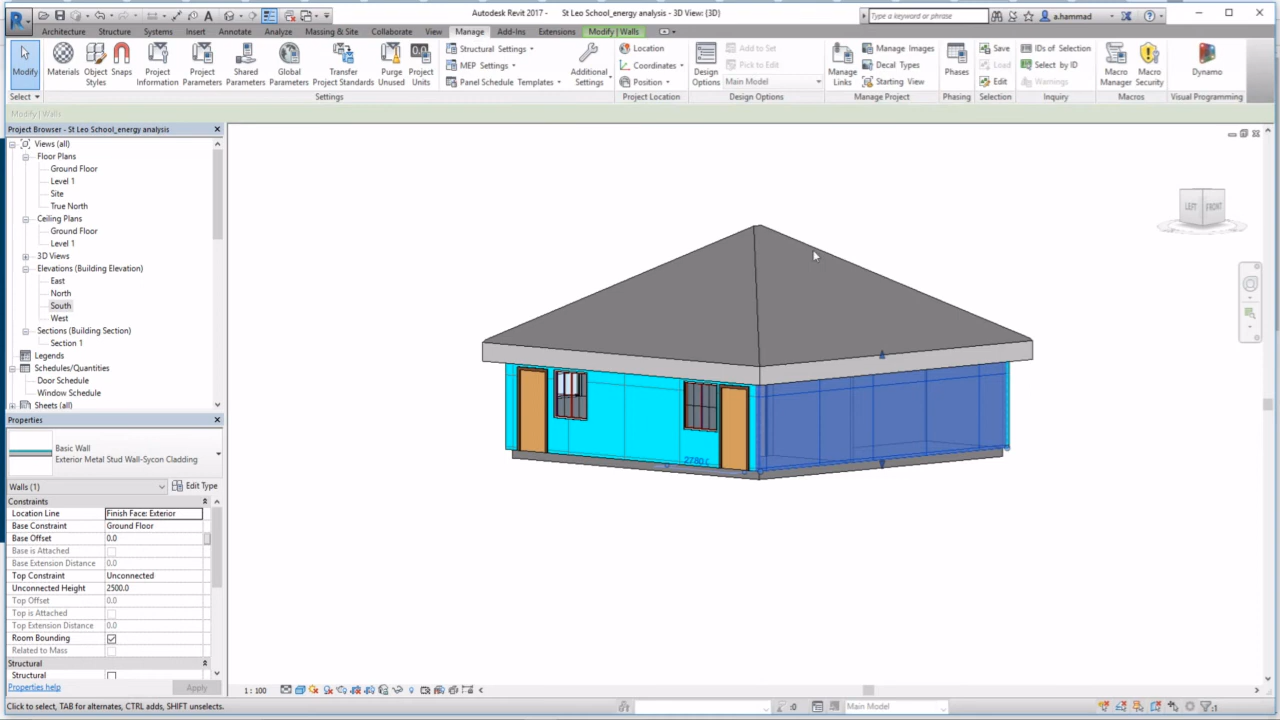 Autodesk Revit 2017 - St Leo School_energy analysis - 3D View: {3D}
Type a keyword or phrase
a.hammad
Architecture Structure Systems Insert Annotate Analyze Massing & Site Collaborate View Manage Add-Ins Extensions Modify | Walls
Modify
Materials
Object Styles
Snaps
Project Information
Project Parameters
Shared Parameters
Global Parameters
Transfer Project Standards
Purge Unused
Project Units
Structural Settings
MEP Settings
Panel Schedule Templates
Additional Settings
Location
Coordinates
Position
Design Options
Add to Set
Pick to Edit
Main Model
Manage Links
Manage Images
Decal Types
Starting View
Phases
Save
Load
Edit
IDs of Selection
Select by ID
Warnings
Macro Manager
Macro Security
Dynamo
Select Settings Project Location Design Options Manage Project Phasing Selection Inquiry Macros Visual Programming
Modify | Walls
Project Browser - St Leo School_energy analysis
Views (all)
Floor Plans
Ground Floor
Level 1
Site
True North
Ceiling Plans
Ground Floor
Level 1
3D Views
Elevations (Building Elevation)
East
North
South
West
Sections (Building Section)
Section 1
Legends
Schedules/Quantities
Door Schedule
Window Schedule
Sheets (all)
Properties
Basic Wall
Exterior Metal Stud Wall-Sycon Cladding
Walls (1) Edit Type
Constraints
Location Line Finish Face: Exterior
Base Constraint Ground Floor
Base Offset 0.0
Base is Attached
Base Extension Distance 0.0
Top Constraint Unconnected
Unconnected Height 2500.0
Top Offset 0.0
Top is Attached
Top Extension Distance 0.0
Room Bounding
Related to Mass
Structural
Structural
Properties help Apply
LEFT FRONT
1 : 100
Click to select, TAB for alternates, CTRL adds, SHIFT unselects.
:0
Main Model
:1